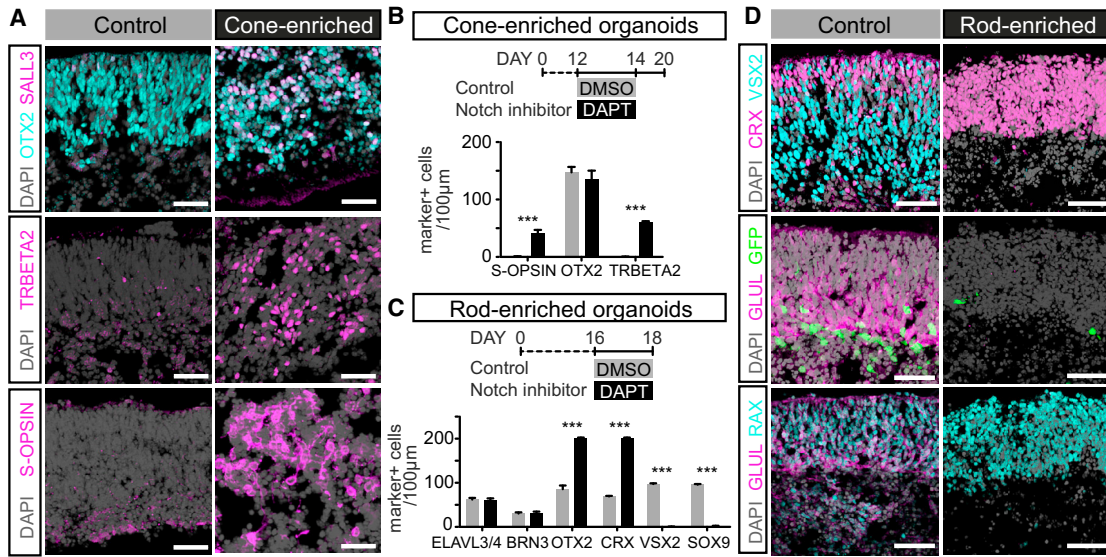 A
Control
Cone-enriched
DAPI OTX2 SALL3
DAPI TRBETA2
DAPI S-OPSIN
B
Cone-enriched organoids
DAY 0 12 14 20
Control DMSO
Notch inhibitor DAPT
marker+ cells
/100µm
200
100
0
***
***
S-OPSIN OTX2 TRBETA2
C
Rod-enriched organoids
DAY 0 16 18
Control DMSO
Notch inhibitor DAPT
marker+ cells
/100µm
200
100
0
*** *** *** ***
ELAVL3/4 BRN3 OTX2 CRX VSX2 SOX9
D
Control
Rod-enriched
DAPI CRX VSX2
DAPI GLUL GFP
DAPI GLUL RAX